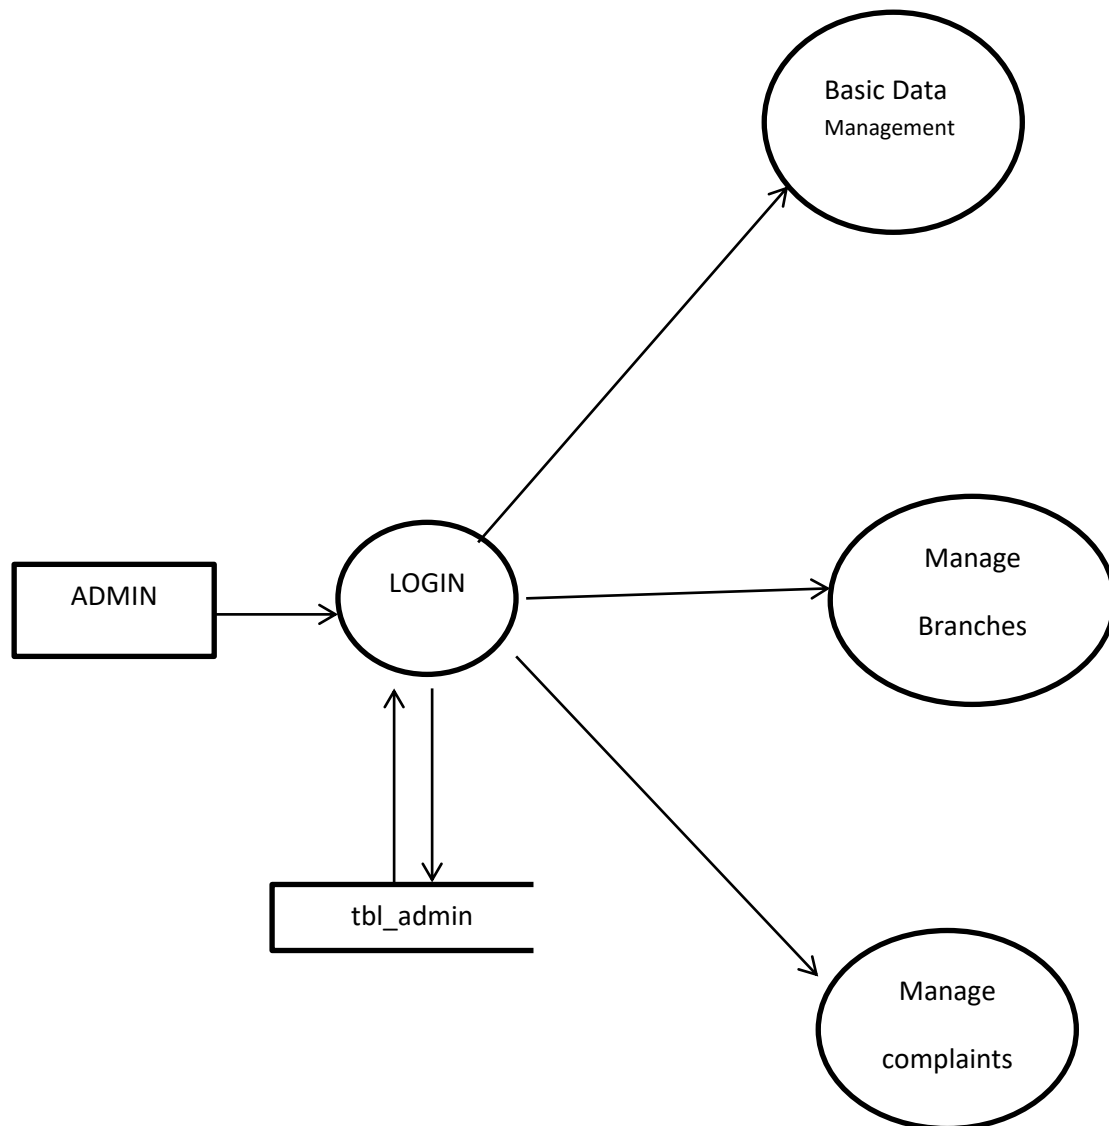 Basic Data
Management
Manage
Branches
LOGIN
ADMIN
tbl_admin
Manage
complaints